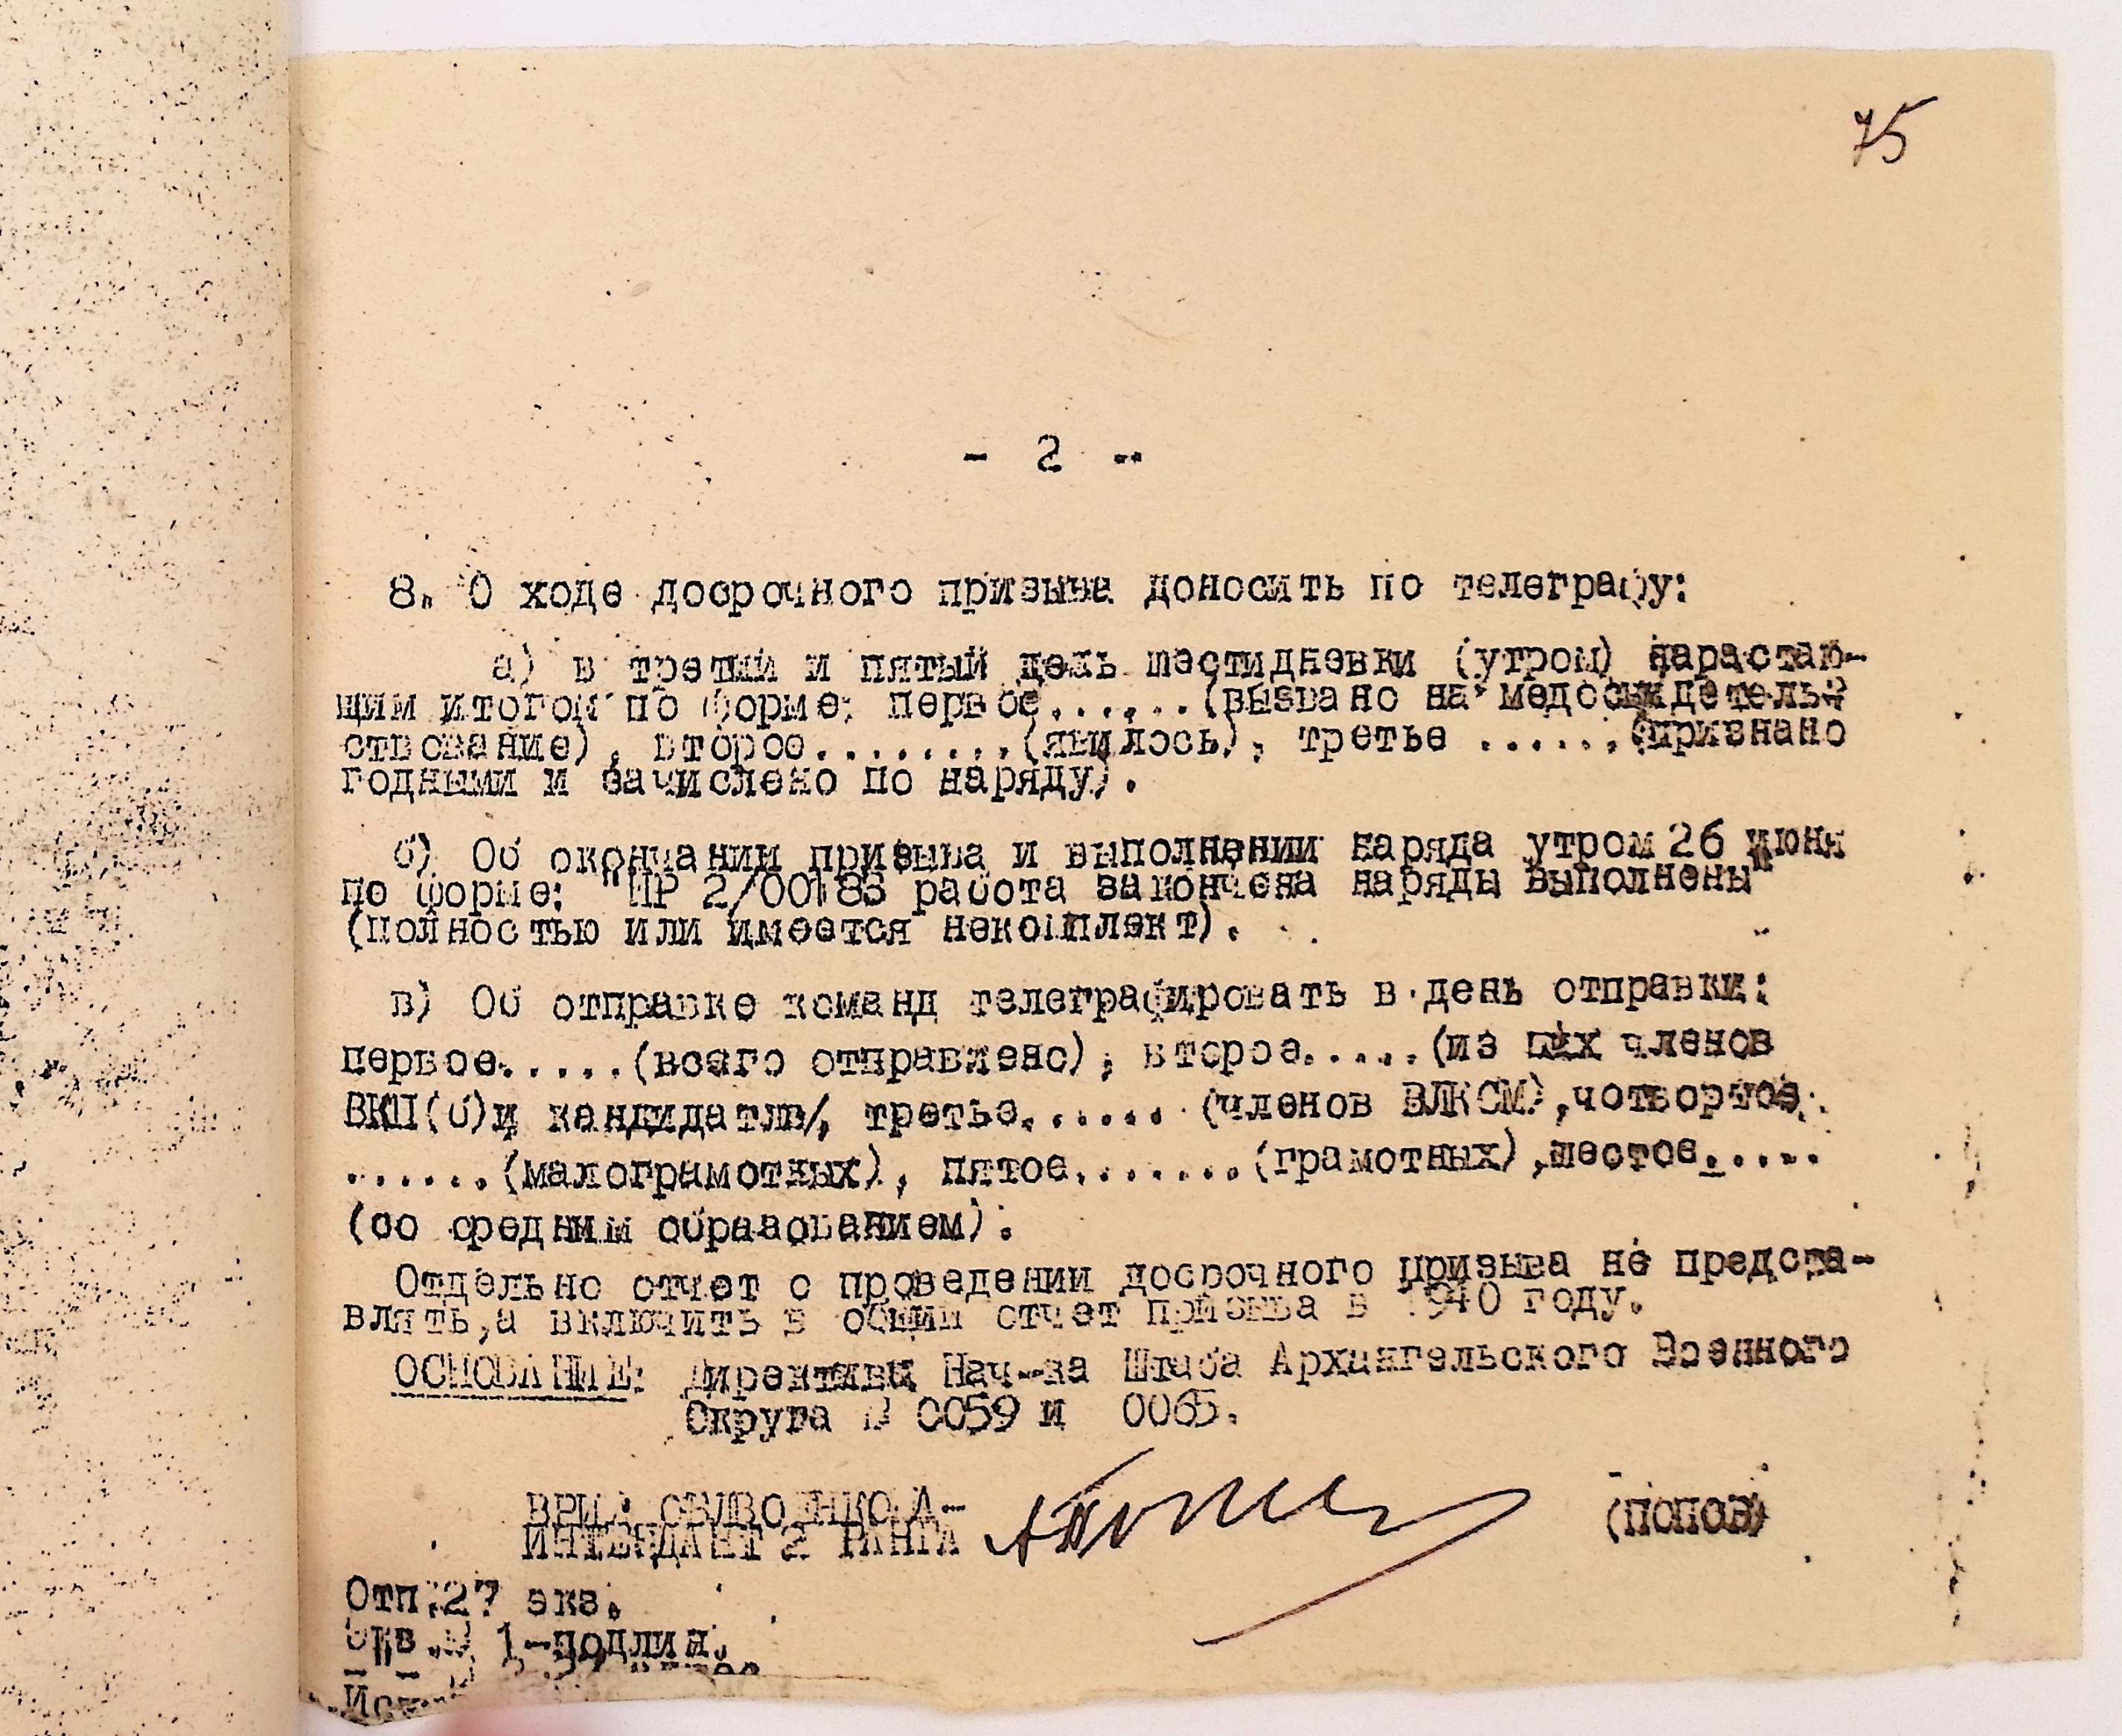 75
- 2 -
8. О ходе досрочного призыва доносить по телеграфу:
а) в третий и пятый день шестидневки (утром) нарастаю-
щим итогом по форме: первое......(вызвано на медосвидетель-
ствование), второе........(явилось), третье ......(признано
годными и зачислено по наряду).
б) Об окончании призыва и выполнении наряда утром 26 июня
по форме: "НР 2/00183 работа закончена наряды выполнены"
(полностью или имеется некомплект).
в) Об отправке команд телеграфировать в день отправки:
первое.....(всего отправлено), второе.....(из них членов
ВКП(б)и кандидатов/, третье...... (членов ВЛКСМ),четвертое.
......(малограмотных), пятое.......(грамотных),шестое.....
(со средним образованием).
Отдельно отчет о проведении досрочного призыва не предста-
влять,а включить в общий отчет призыва в 1940 году.
ОСНОВАНИЕ: Директивы Нач-ка Штаба Архангельского Военного
Округа № 0059 и 0065.
ИНТЕНДАНТ 2 РАНГА (ПОПОВ)
Отп.27 экз.
Экз.№ 1-подлин.